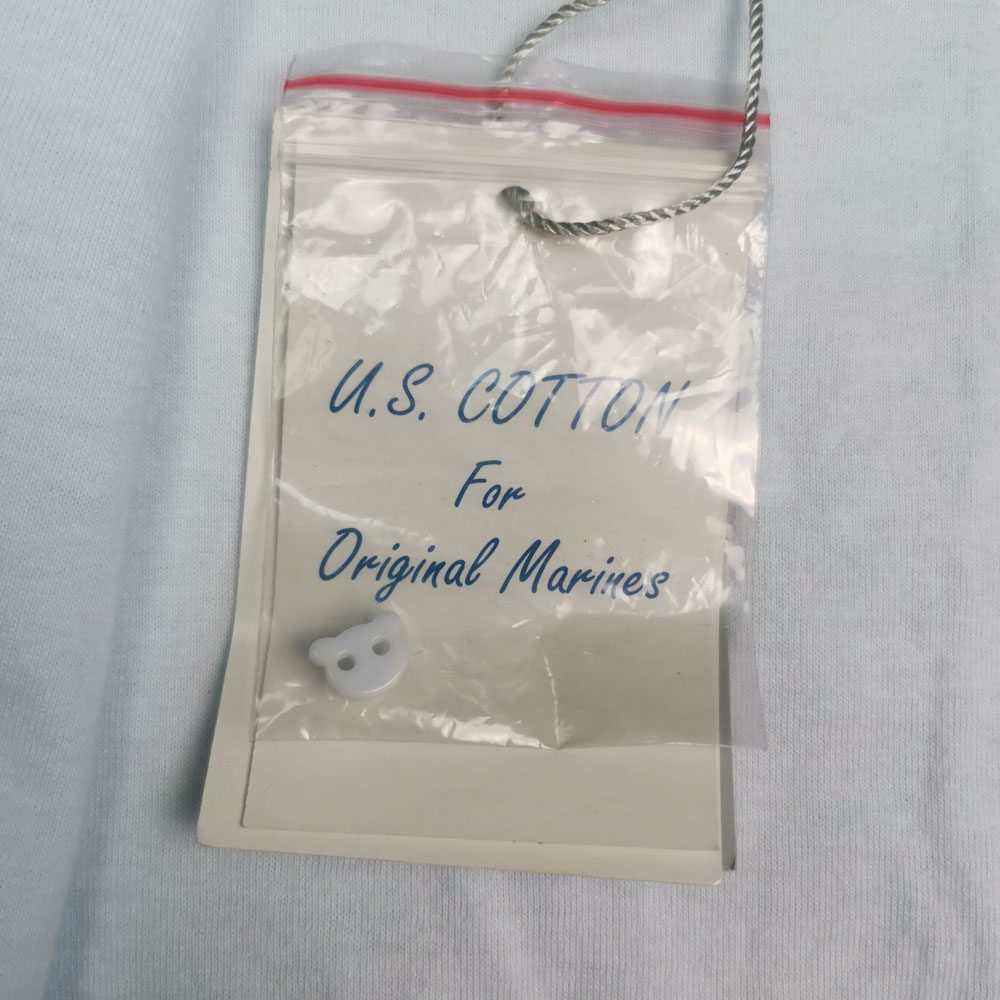 U.S. COTTON
For
Original Marines